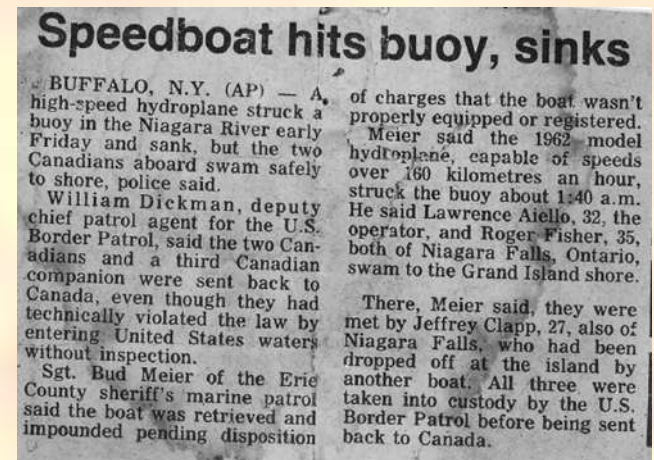 Speedboat hits buoy, sinks
BUFFALO, N.Y. (AP) — A
high-speed hydroplane struck a
buoy in the Niagara River early
Friday and sank, but the two
Canadians aboard swam safely
to shore, police said.
William Dickman, deputy
chief patrol agent for the U.S.
Border Patrol, said the two Can-
adians and a third Canadian
companion were sent back to
Canada, even though they had
technically violated the law by
entering United States waters
without inspection.
Sgt. Bud Meier of the Erie
County sheriff's marine patrol
said the boat was retrieved and
impounded pending disposition
of charges that the boat wasn't
properly equipped or registered.
Meier said the 1962 model
hydroplane, capable of speeds
over 160 kilometres an hour,
struck the buoy about 1:40 a.m.
He said Lawrence Aiello, 32, the
operator, and Roger Fisher, 35,
both of Niagara Falls, Ontario,
swam to the Grand Island shore.
There, Meier said, they were
met by Jeffrey Clapp, 27, also of
Niagara Falls, who had been
dropped off at the island by
another boat. All three were
taken into custody by the U.S.
Border Patrol before being sent
back to Canada.